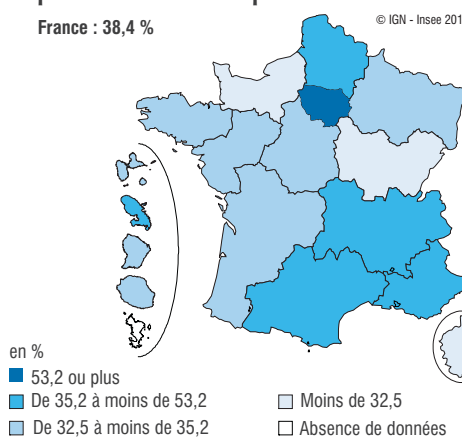 France : 38,4 %
© IGN - Insee 201
en %
53,2 ou plus
De 35,2 à moins de 53,2
De 32,5 à moins de 35,2
Moins de 32,5
Absence de données